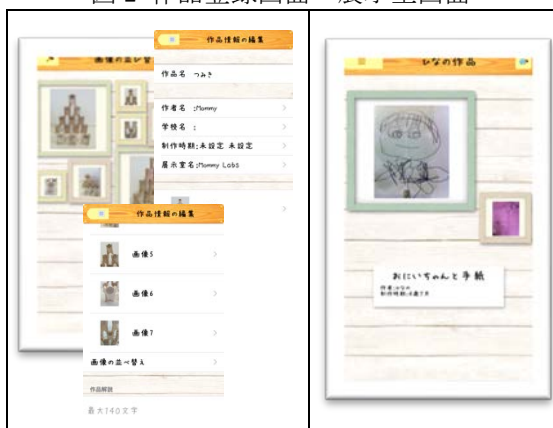 図2 作品登録画面 展示室画面
画像の並び替
作品情報の編集
作品名 つみき
作者名 :Mommy
学校名 :
制作時期:未設定 未設定
展示室名:Mommy Labs
作品情報の編集
画像5
画像6
画像7
画像の並べ替え
作品解説
最大140文字
ひなの作品
おにいちゃんと手紙
作者:ひな